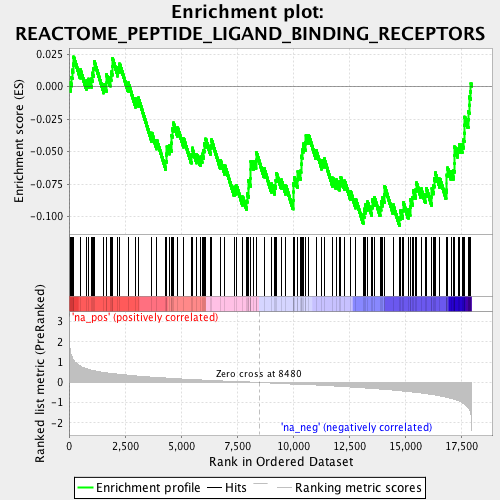 Enrichment plot:
REACTOME_PEPTIDE_LIGAND_BINDING_RECEPTORS
Enrichment score (ES)
0.025
0.000
-0.025
-0.050
-0.075
-0.100
'na_pos' (positively correlated)
Ranked list metric (PreRanked)
3
2
1
0
-1
-2
Zero cross at 8480
'na_neg' (negatively correlated)
0
2,500
5,000
7,500
10,000
12,500
15,000
17,500
Rank in Ordered Dataset
Enrichment profile
Hits
Ranking metric scores